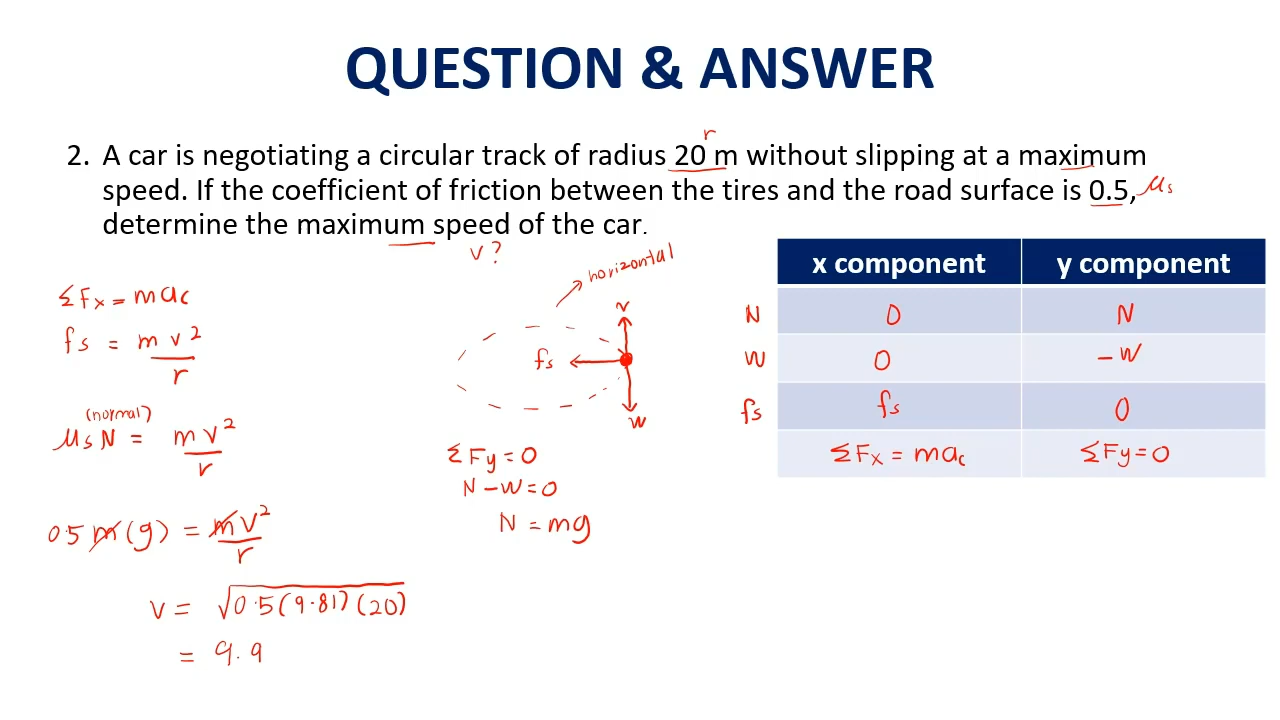 QUESTION & ANSWER
r
2. A car is negotiating a circular track of radius 20 m without slipping at a maximum
speed. If the coefficient of friction between the tires and the road surface is 0.5, μs
determine the maximum speed of the car.
v?
horizontal
ΣFx = mac
fs = mv²/r
(normal)
μs N = mv²/r
0.5 m(g) = mv²/r
v = √0.5(9.81)(20)
= 9.9
N
fs
W
ΣFy = 0
N - W = 0
N = mg
x component y component
N 0 N
W 0 -W
fs fs 0
ΣFx = mac ΣFy = 0